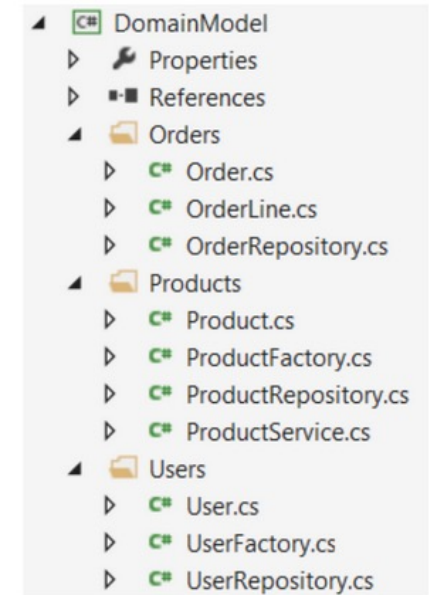 C# DomainModel
Properties
References
Orders
C# Order.cs
C# OrderLine.cs
C# OrderRepository.cs
Products
C# Product.cs
C# ProductFactory.cs
C# ProductRepository.cs
C# ProductService.cs
Users
C# User.cs
C# UserFactory.cs
C# UserRepository.cs